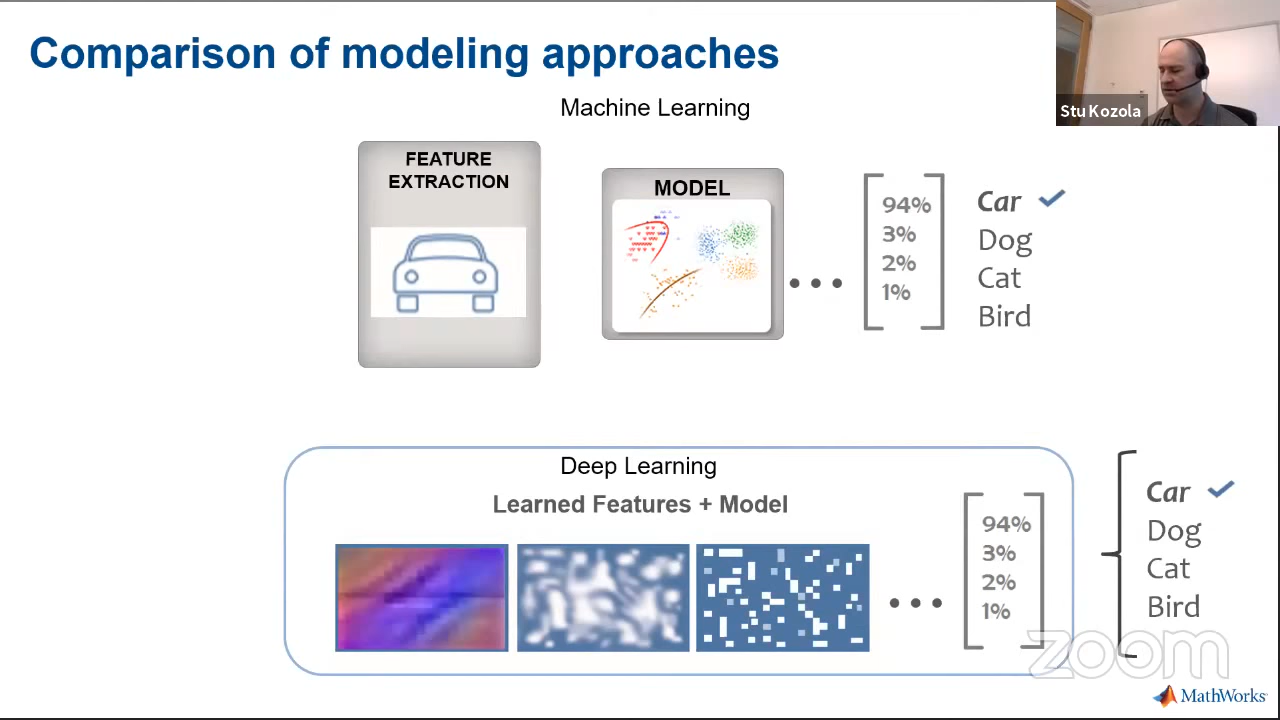 Comparison of modeling approaches
Stu Kozola
Machine Learning
FEATURE
EXTRACTION
MODEL
94%
3%
2%
1%
Car
Dog
Cat
Bird
Deep Learning
Learned Features + Model
94%
3%
2%
1%
Car
Dog
Cat
Bird
zoom
MathWorks